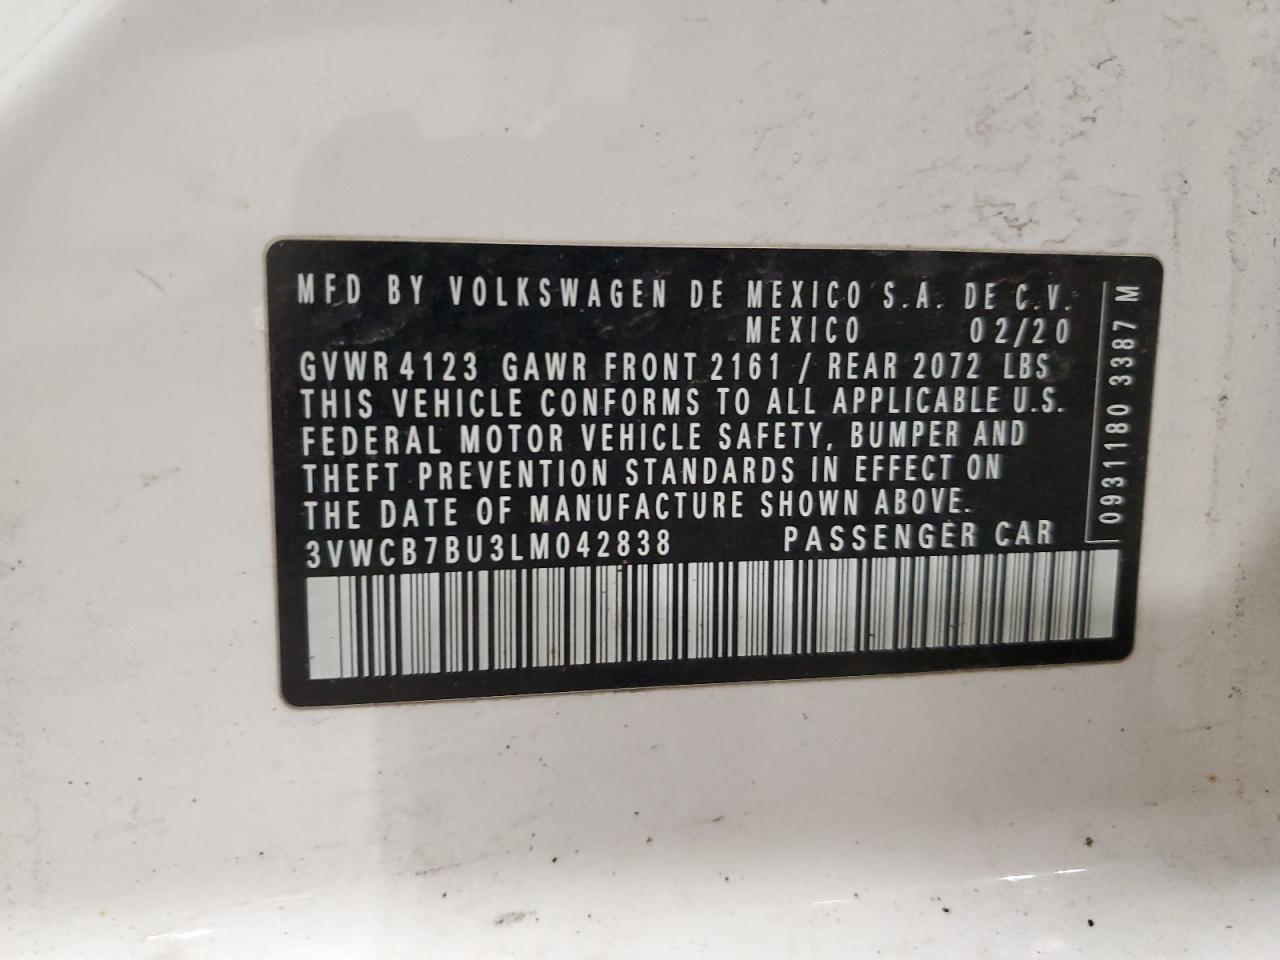 MFD BY VOLKSWAGEN DE MEXICO S.A. DE C.V.
MEXICO 02/20
GVWR 4123 GAWR FRONT 2161 / REAR 2072 LBS
THIS VEHICLE CONFORMS TO ALL APPLICABLE U.S.
FEDERAL MOTOR VEHICLE SAFETY, BUMPER AND
THEFT PREVENTION STANDARDS IN EFFECT ON
THE DATE OF MANUFACTURE SHOWN ABOVE.
3VWCB7BU3LM042838 PASSENGER CAR
0931180 3387 M